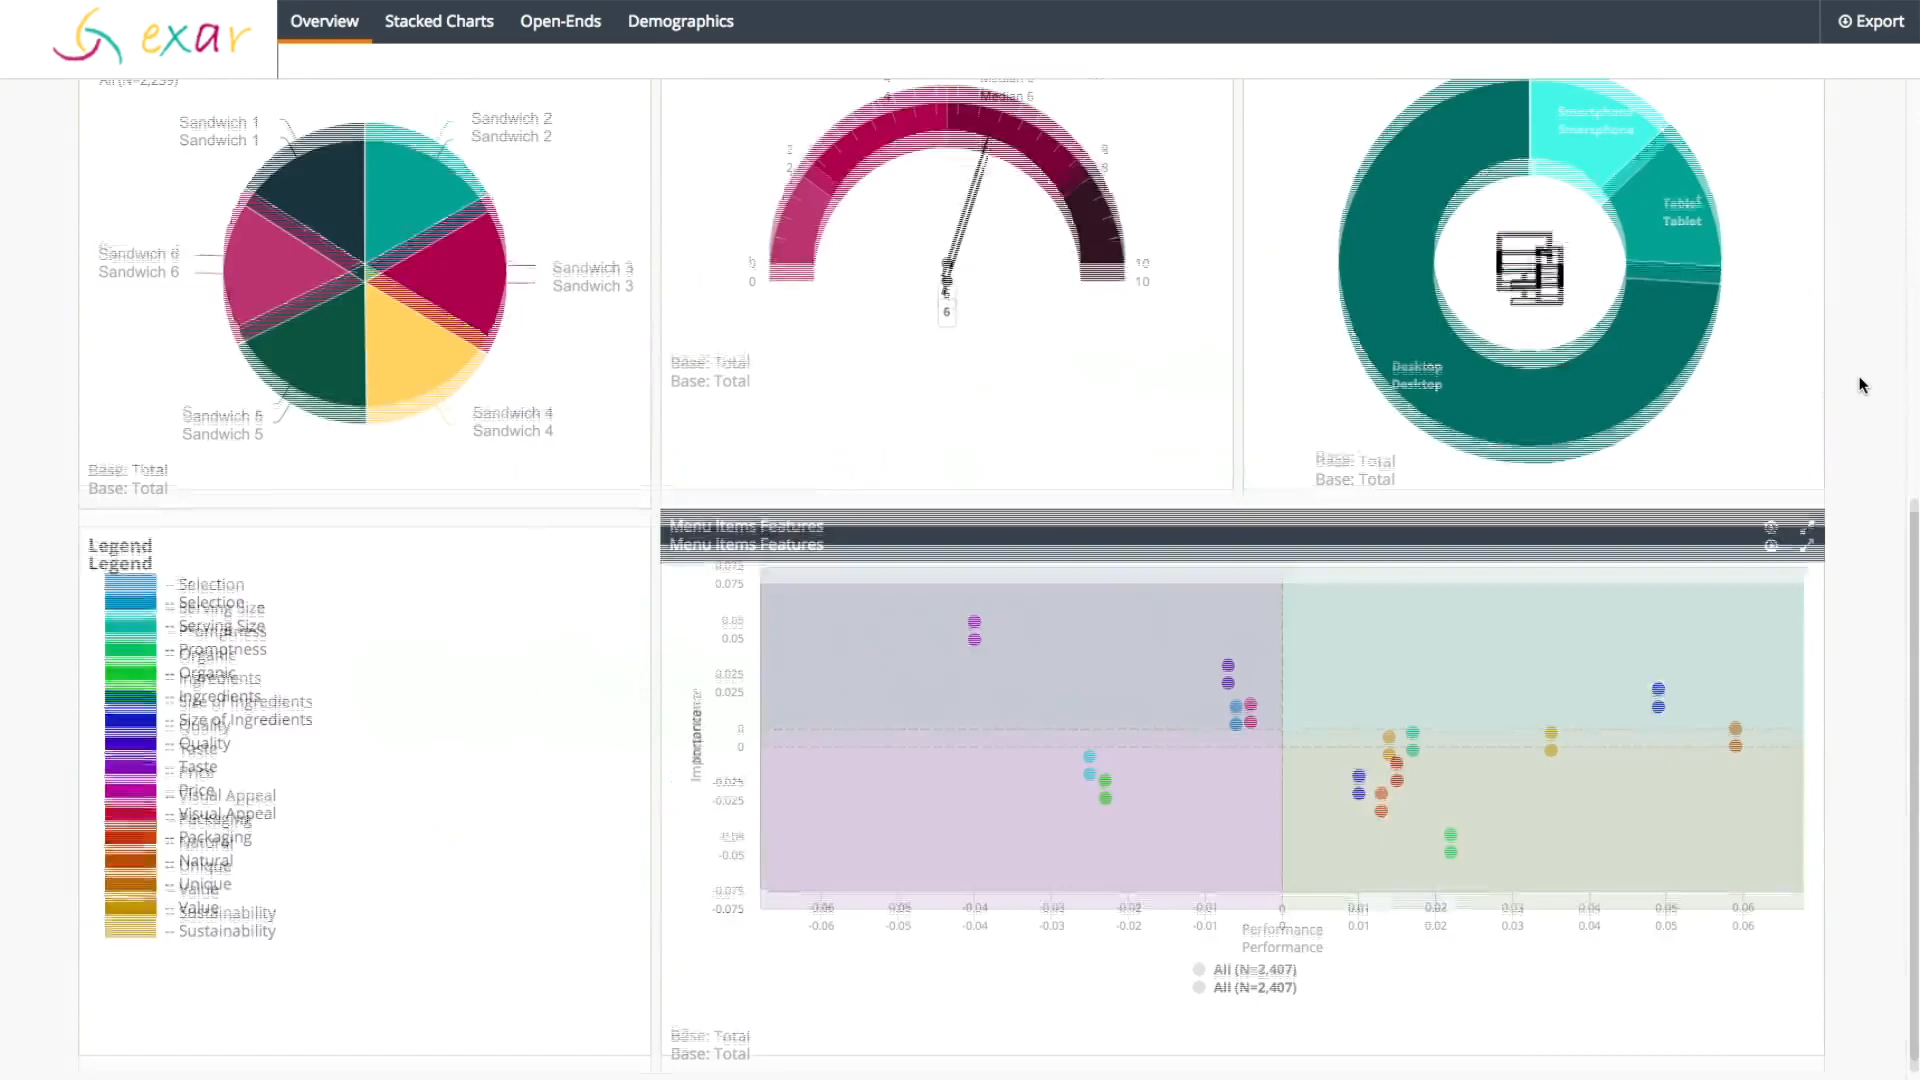 exar
Overview Stacked Charts Open-Ends Demographics
Export
All (N=2,239)
Sandwich 1
Sandwich 2
Sandwich 3
Sandwich 4
Sandwich 5
Sandwich 6
Base: Total
Median 6
4
2
8
0
10
6
Base: Total
Smartphone
Tablet
Desktop
Base: Total
Legend
Selection
Serving Size
Promptness
Organic
Ingredients
Size of Ingredients
Quality
Taste
Price
Visual Appeal
Packaging
Natural
Unique
Value
Sustainability
Menu Items Features
0.075
0.05
0.025
0
-0.025
-0.05
-0.075
Importance
-0.06 -0.05 -0.04 -0.03 -0.02 -0.01 0 0.01 0.02 0.03 0.04 0.05 0.06
Performance
All (N=2,407)
Base: Total